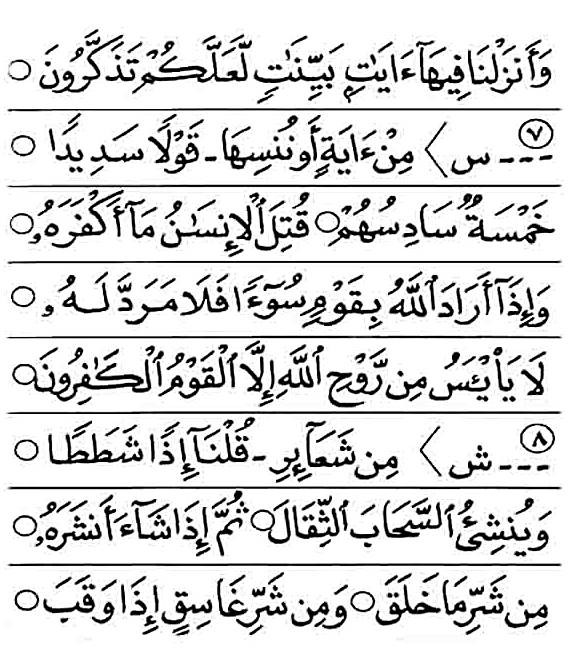 وَأَنزَلْنَا فِيهَآ ءَايَٰتٍۭ بَيِّنَٰتٍ لَّعَلَّكُمْ تَذَكَّرُونَ ○
٧ --- س〉 مِنْ ءَايَةٍ أَوْ نُنسِهَا - قَوْلًا سَدِيدًا ○
خَمْسَةٌ سَادِسُهُمْ ○ قُتِلَ ٱلْإِنسَٰنُ مَآ أَكْفَرَهُۥ ○
وَإِذَآ أَرَادَ ٱللَّهُ بِقَوْمٍ سُوٓءًا فَلَا مَرَدَّ لَهُۥ ○
لَا يَا۟يْـَٔسُ مِن رَّوْحِ ٱللَّهِ إِلَّا ٱلْقَوْمُ ٱلْكَٰفِرُونَ ○
٨ --- ش〉 مِن شَعَآئِرِ - قُلْنَآ إِذًا شَطَطًا ○
وَيُنشِئُ ٱلسَّحَابَ ٱلثِّقَالَ ○ ثُمَّ إِذَا شَآءَ أَنشَرَهُۥ ○
مِن شَرِّ مَا خَلَقَ ○ وَمِن شَرِّ غَاسِقٍ إِذَا وَقَبَ ○